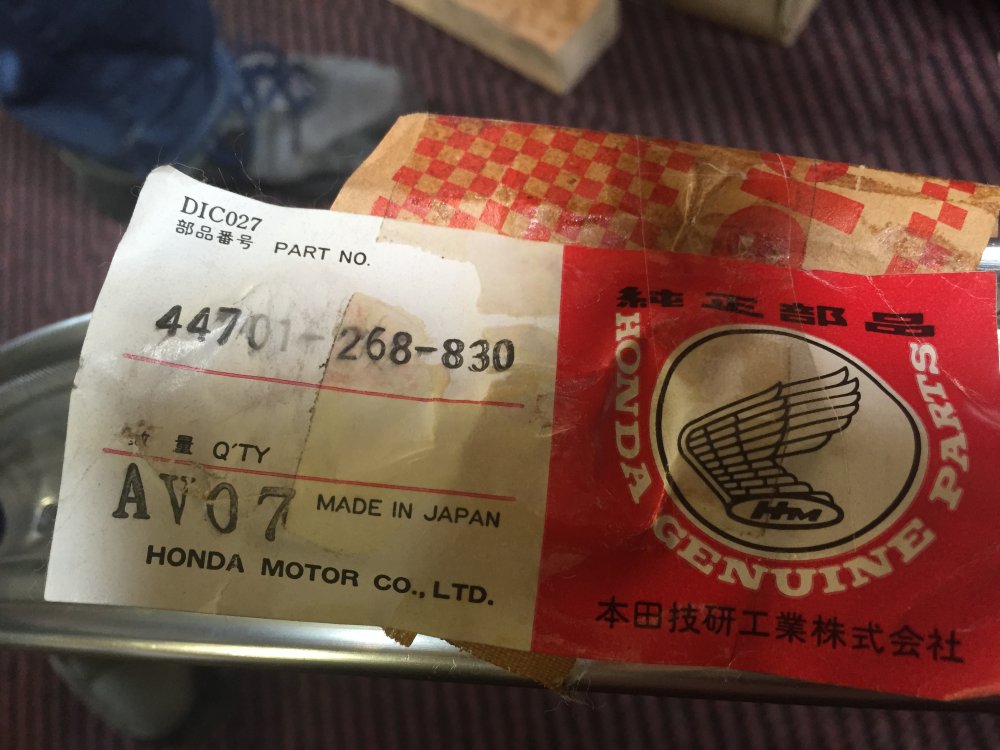 DIC027
部品番号 PART NO.
44701-268-830
量 Q'TY
AV07 MADE IN JAPAN
HONDA MOTOR CO., LTD.
純正部品
HONDA GENUINE PARTS
HM
本田技研工業株式会社